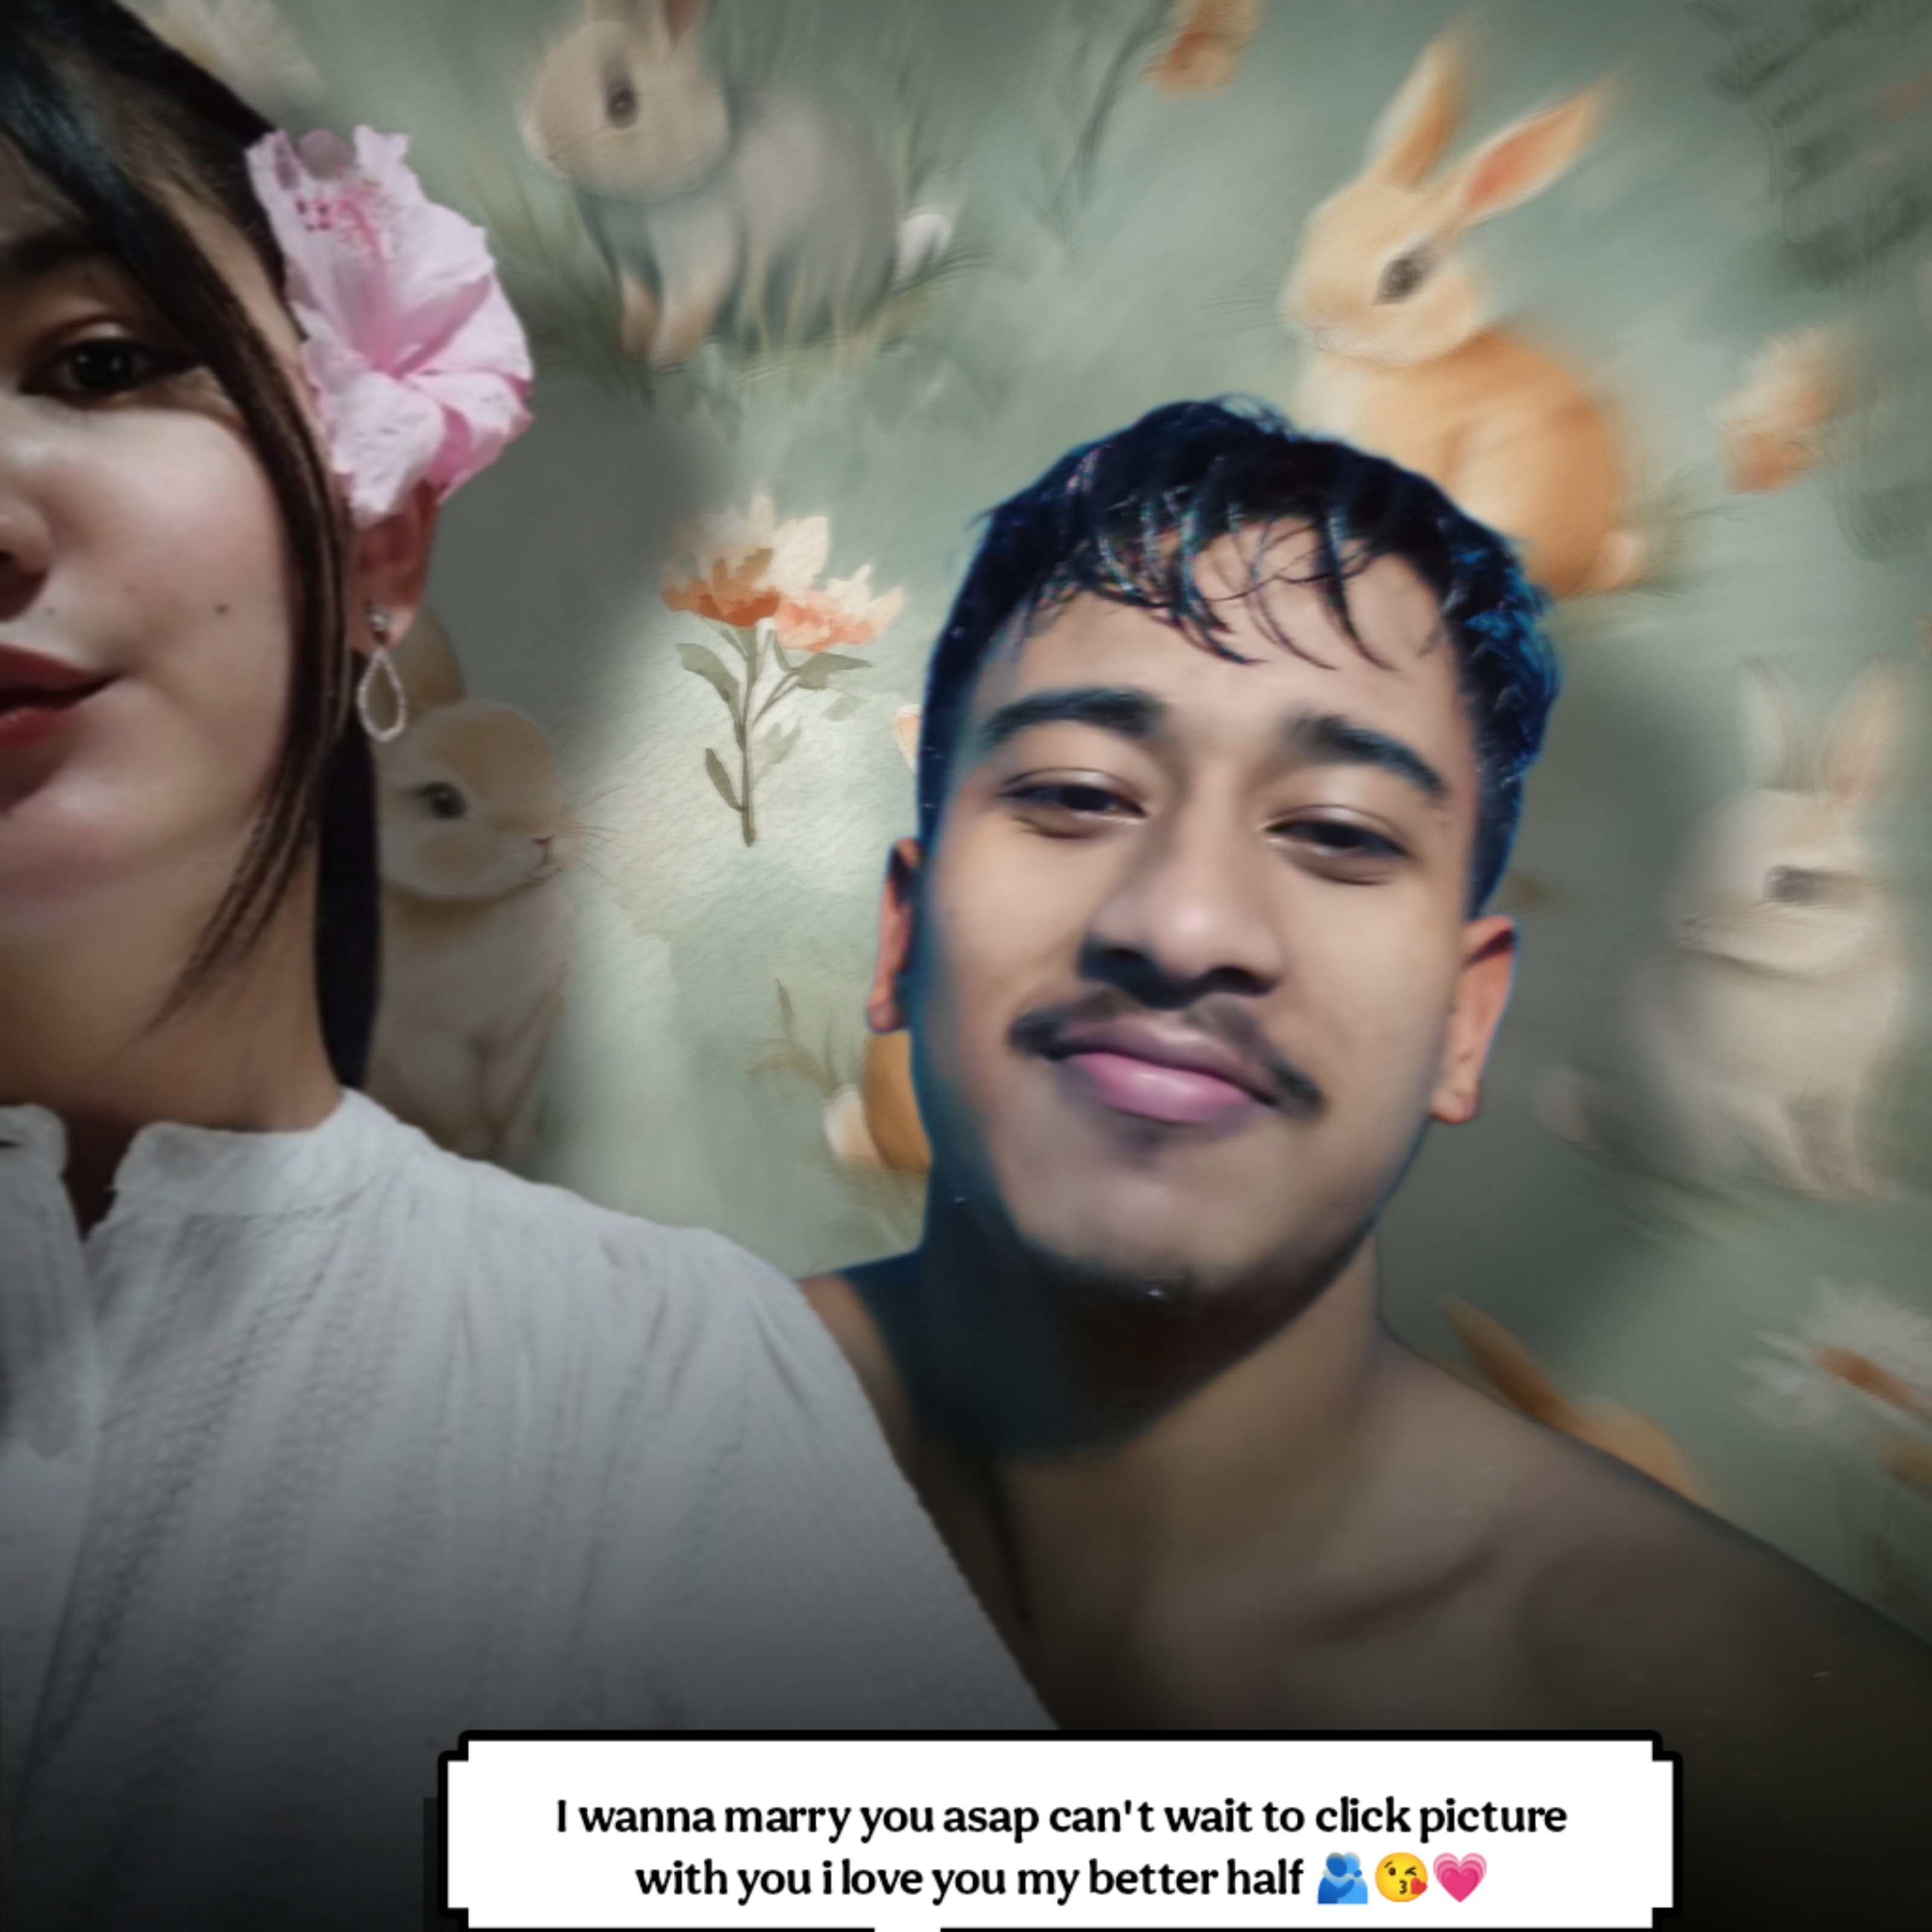 I wanna marry you asap can't wait to click picture
with you i love you my better half 🫂😘💗